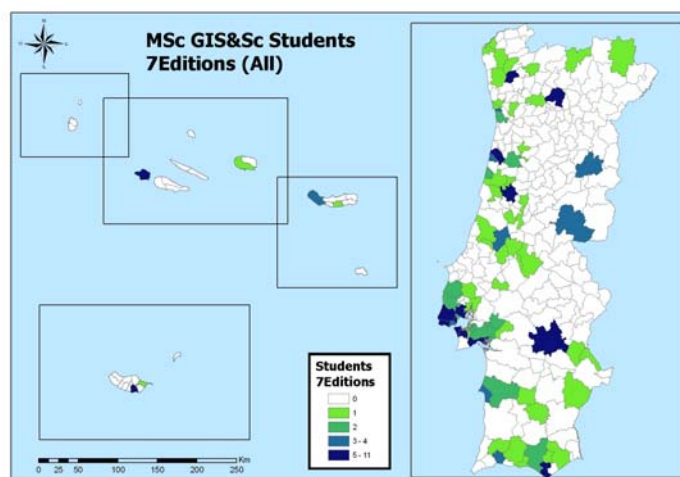 MSc GIS&Sc Students
7Editions (All)
Students
7Editions
0
1
2
3 - 4
5 - 11
Km
0 25 50 100 150 200 250